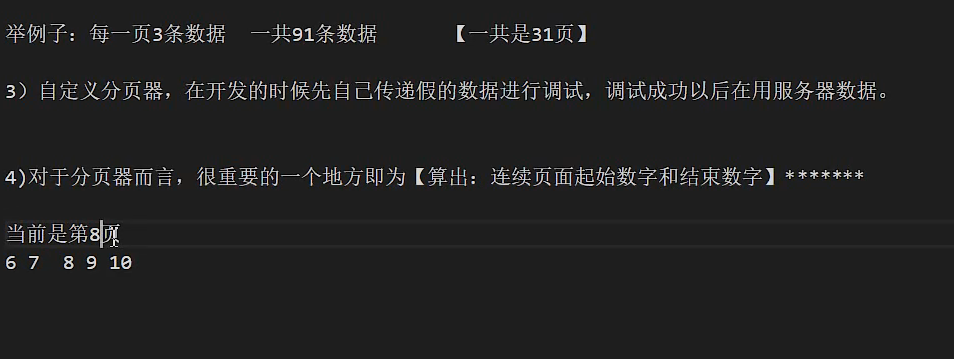 举例子：每一页3条数据  一共91条数据      【一共是31页】
3）自定义分页器，在开发的时候先自己传递假的数据进行调试，调试成功以后在用服务器数据。
4)对于分页器而言，很重要的一个地方即为【算出：连续页面起始数字和结束数字】*******
当前是第8页
6 7  8 9 10